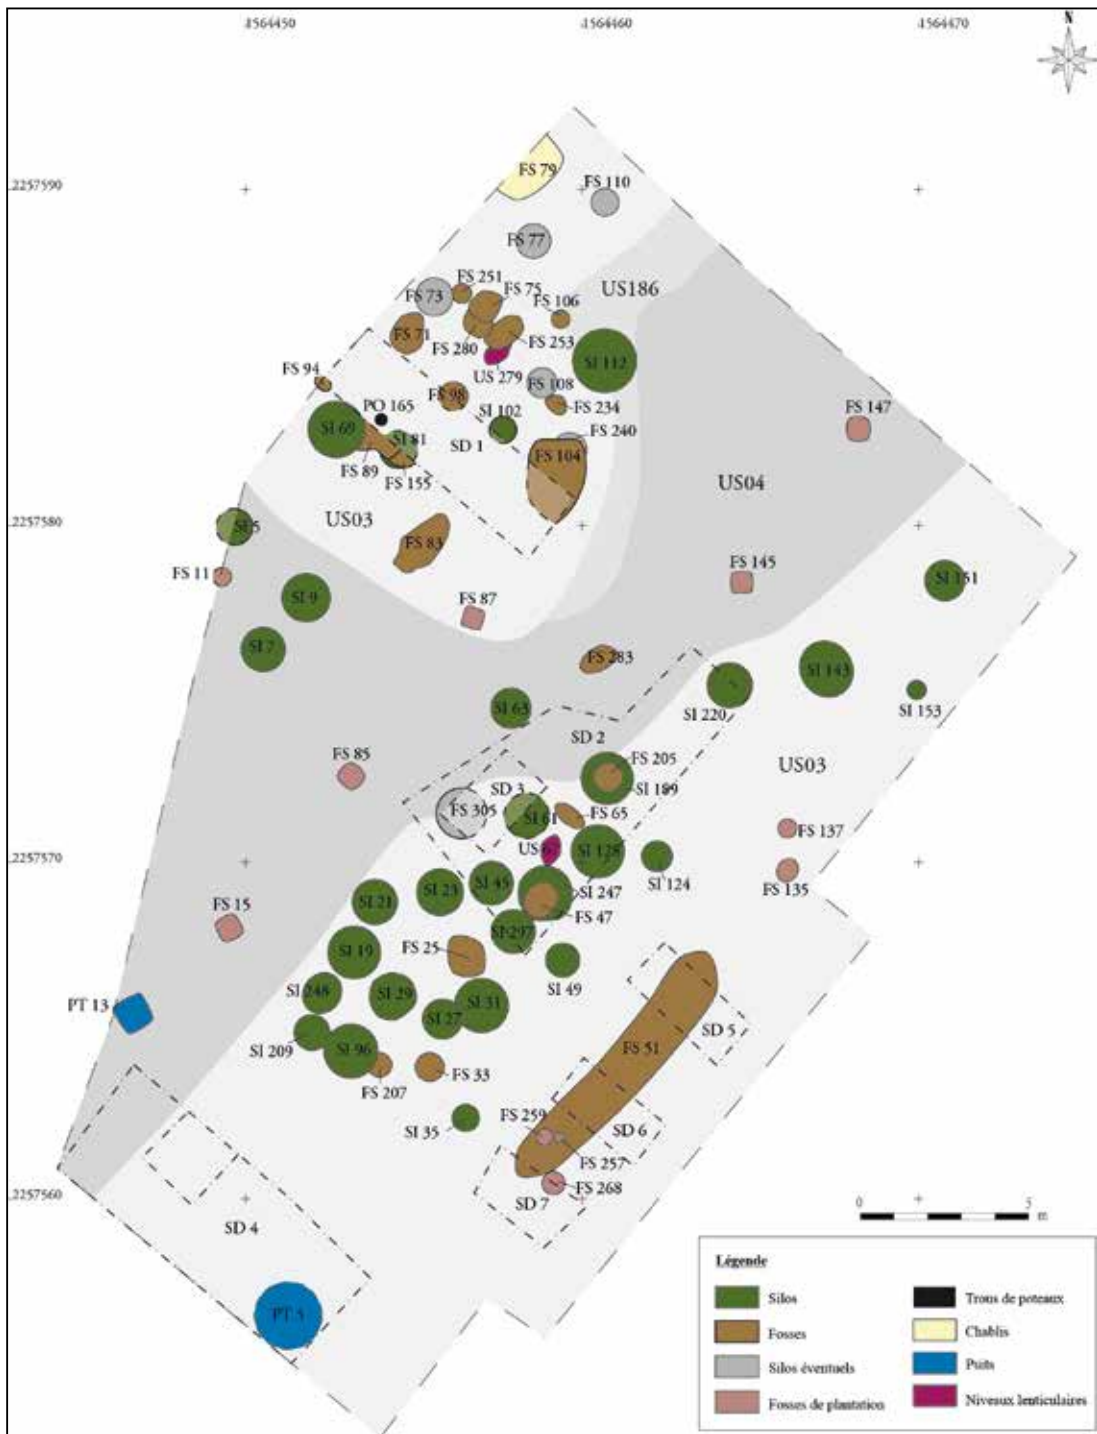 1564450
1564460
1564470
N
2257590
FS 79
FS 110
FS 77
FS 251
FS 75
FS 73
FS 106
US186
FS 71
FS 280
FS 253
SI 112
US 279
FS 94
FS 108
FS 98
FS 234
FS 147
PO 165
SI 102
SI 69
SI 81
SD 1
FS 240
FS 89
FS 104
FS 155
US04
US03
2257580
SI 5
FS 83
FS 11
FS 145
SI 151
SI 9
FS 87
SI 7
FS 283
SI 143
SI 63
SI 220
SI 153
SD 2
FS 85
FS 205
US03
SD 3
SI 189
FS 305
SI 61
FS 65
FS 137
US 67
SI 128
2257570
SI 124
FS 135
SI 45
SI 23
SI 247
SI 21
FS 15
FS 47
SI 297
FS 25
SI 19
SI 49
SI 248
SI 29
PT 13
SI 31
SI 27
SD 5
SI 209
SI 96
FS 51
FS 33
FS 207
FS 259
SI 35
SD 6
FS 257
FS 268
2257560
SD 7
SD 4
0 5
m
PT 3
Légende
Silos
Trous de poteaux
Fosses
Chablis
Silos éventuels
Puits
Fosses de plantation
Niveaux lenticulaires